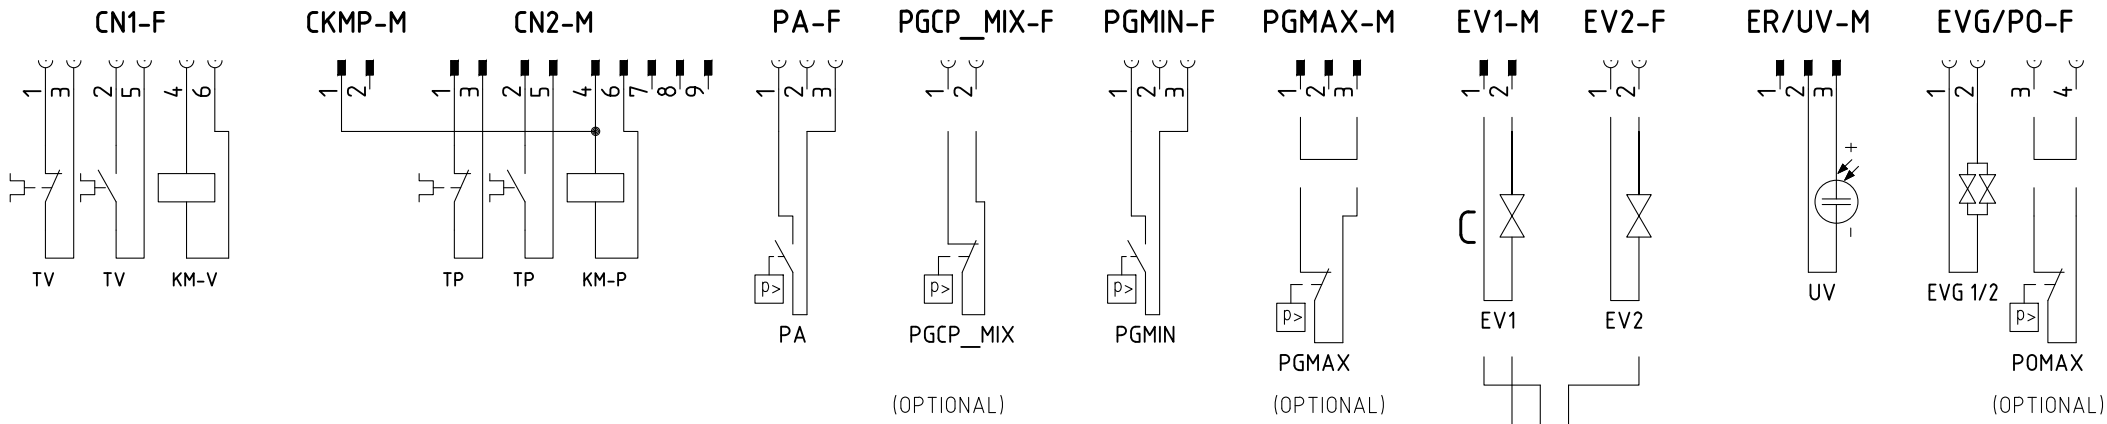 CN1-F CKMP-M CN2-M PA-F PGCP_MIX-F PGMIN-F PGMAX-M EV1-M EV2-F ER/UV-M EVG/PO-F
1 3 2 5 4 6 1 2 1 3 2 5 4 6 7 8 9 1 2 3 1 2 1 2 3 1 2 3 1 2 1 2 1 2 3 1 2 3 4
+
C
-
TV TV KM-V TP TP KM-P p> p> p> UV EVG 1/2
p> EV1 EV2 p>
PA PGCP_MIX PGMIN
PGMAX POMAX
(OPTIONAL) (OPTIONAL) (OPTIONAL)